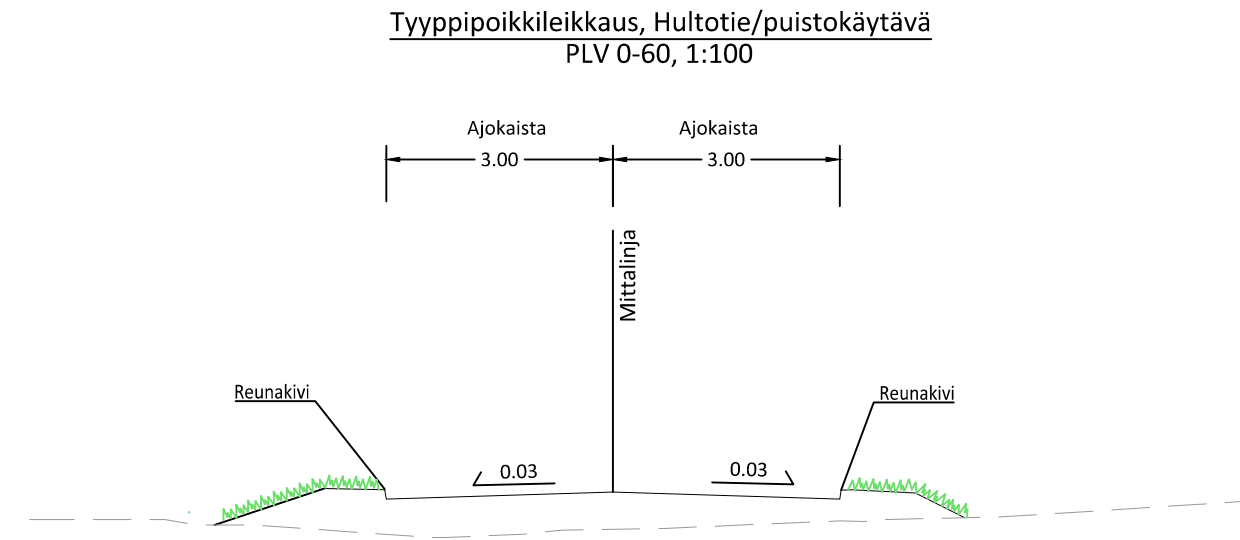 Tyyppipoikkileikkaus, Hultotie/puistokäytävä
PLV 0-60, 1:100
Ajokaista Ajokaista
3.00 3.00
Mittalinja
Reunakivi Reunakivi
0.03 0.03